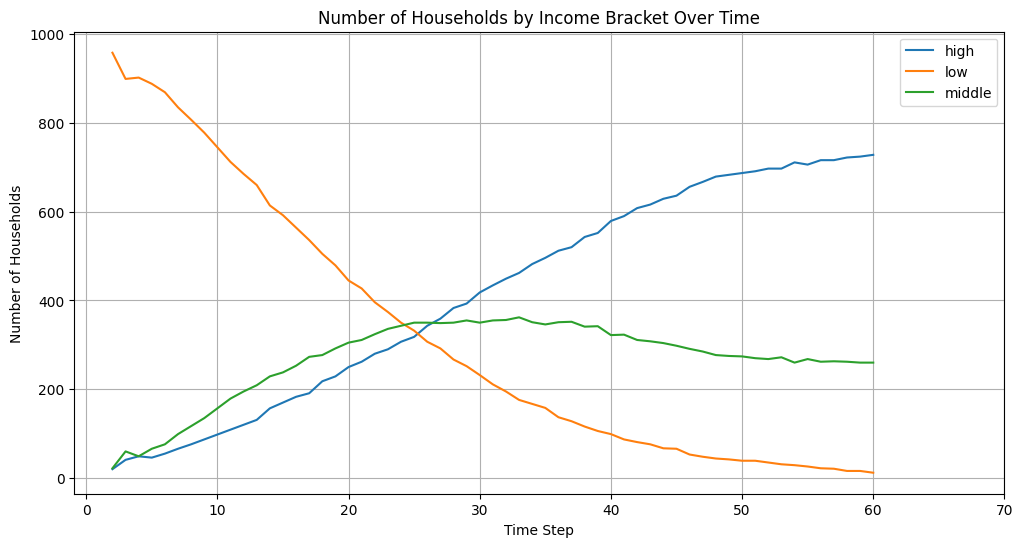 Number of Households by Income Bracket Over Time
Number of Households
1000
800
600
400
200
0
high
low
middle
0 10 20 30 40 50 60 70
Time Step